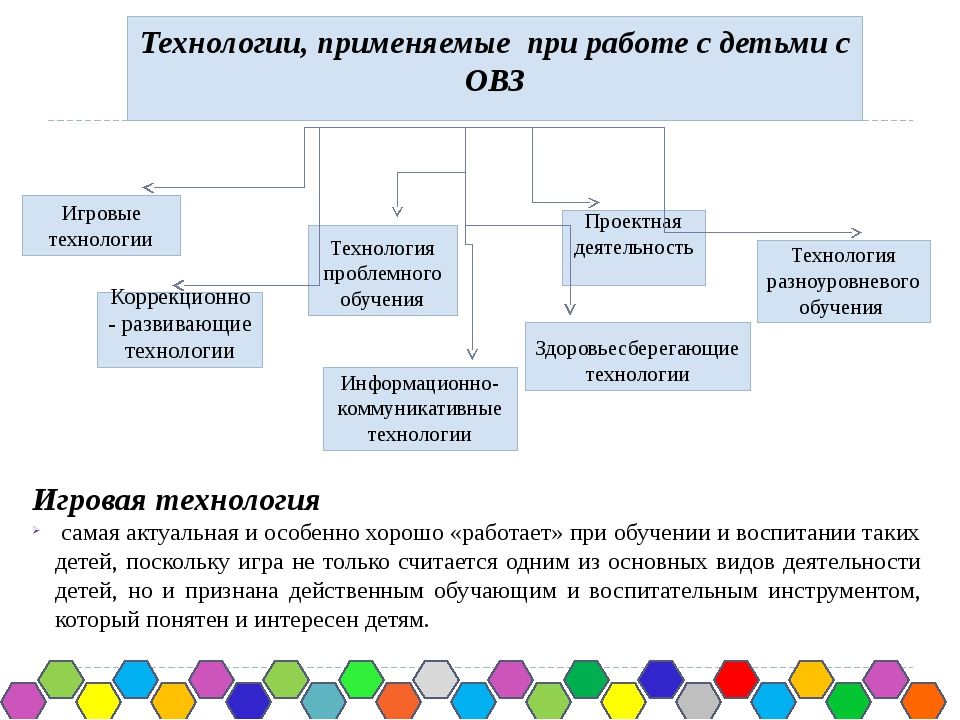 Технологии, применяемые при работе с детьми с
ОВЗ
Игровые
технологии
Коррекционно
- развивающие
технологии
Технология
проблемного
обучения
Информационно-
коммуникативные
технологии
Проектная
деятельность
Здоровьесберегающие
технологии
Технология
разноуровневого
обучения
Игровая технология
самая актуальная и особенно хорошо «работает» при обучении и воспитании таких
детей, поскольку игра не только считается одним из основных видов деятельности
детей, но и признана действенным обучающим и воспитательным инструментом,
который понятен и интересен детям.